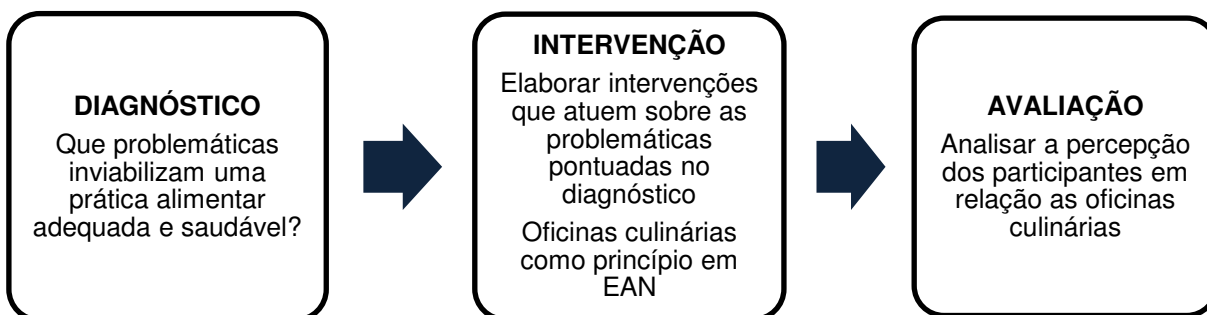 DIAGNÓSTICO
Que problemáticas
inviabilizam uma
prática alimentar
adequada e saudável?
INTERVENÇÃO
Elaborar intervenções
que atuem sobre as
problemáticas
pontuadas no
diagnóstico
Oficinas culinárias
como princípio em
EAN
AVALIAÇÃO
Analisar a percepção
dos participantes em
relação as oficinas
culinárias